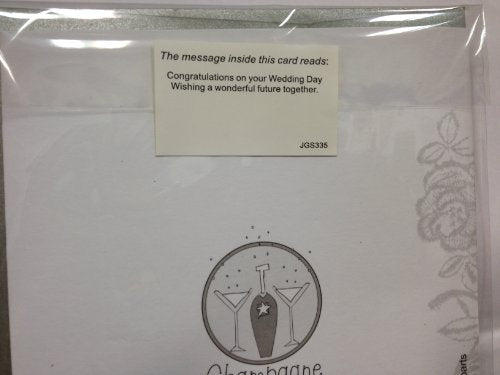 The message inside this card reads:
Congratulations on your Wedding Day
Wishing a wonderful future together.
JGS335
Champagne